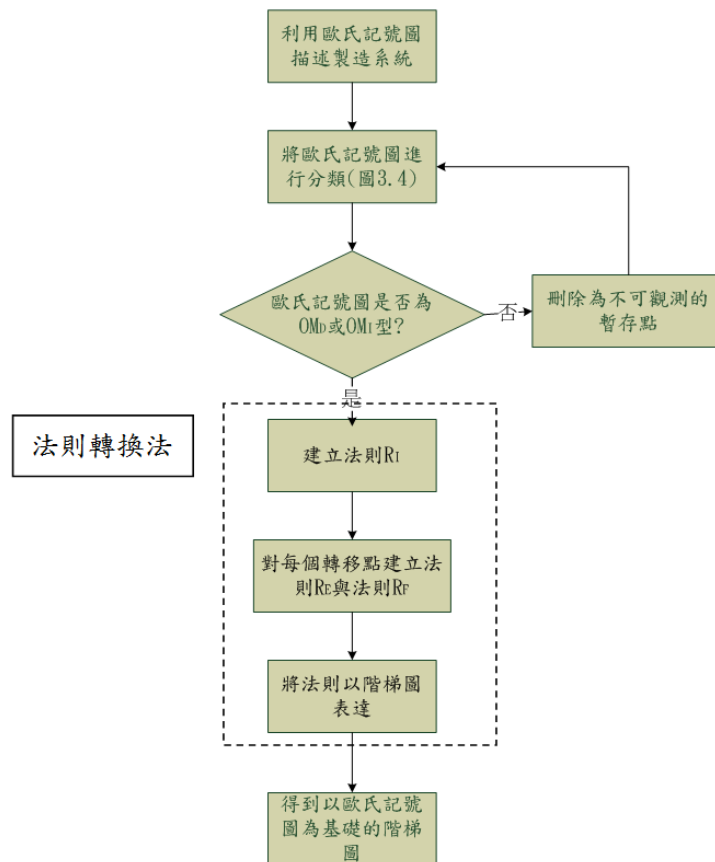 利用歐氏記號圖
描述製造系統
將歐氏記號圖進
行分類(圖3.4)
歐氏記號圖是否為
OMD或OMI型?
否
刪除為不可觀測的
暫存點
是
法則轉換法
建立法則RI
對每個轉移點建立法
則RE與法則RF
將法則以階梯圖
表達
得到以歐氏記號
圖為基礎的階梯
圖